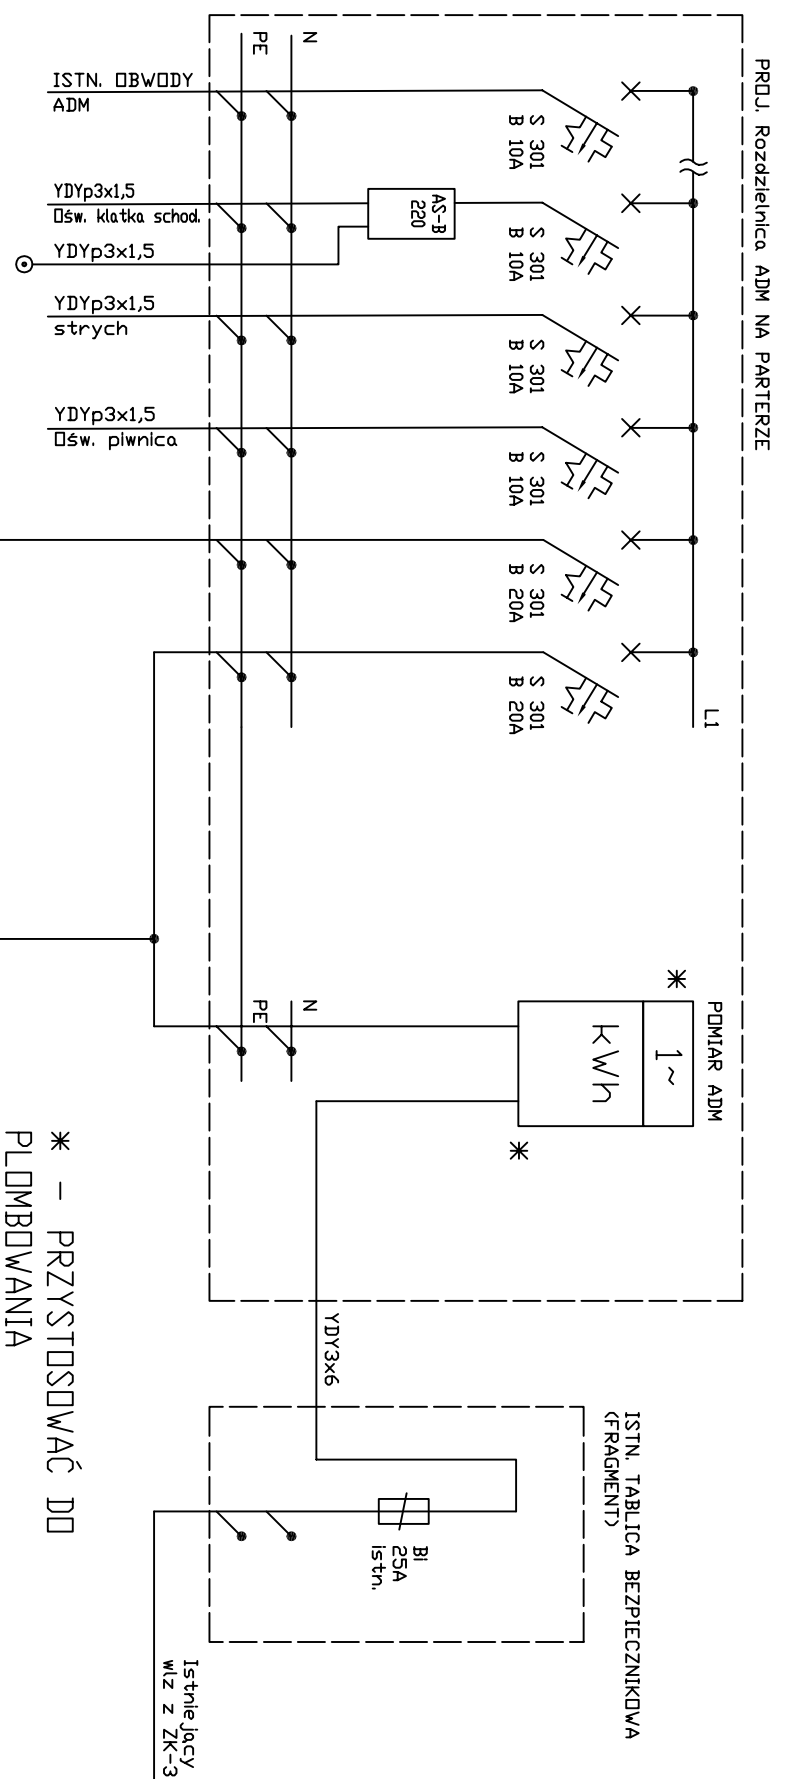 PROJ. Rozdzielnica ADM NA PARTERZE
N
PE
ISTN. OBWODY
ADM
S 301
B 10A
YDYp3x1,5
Ośw. klatka schod.
AS-B
220
S 301
B 10A
YDYp3x1,5
YDYp3x1,5
strych
S 301
B 10A
YDYp3x1,5
Ośw. piwnica
S 301
B 10A
S 301
B 20A
S 301
B 20A
L1
POMIAR ADM
*
1~
kWh
*
N
PE
* - PRZYSTOSOWAĆ DO
PLOMBOWANIA
YDY3x6
ISTN. TABLICA BEZPIECZNIKOWA
(FRAGMENT)
Bi
25A
istn.
Istniejący
wlz z ZK-3